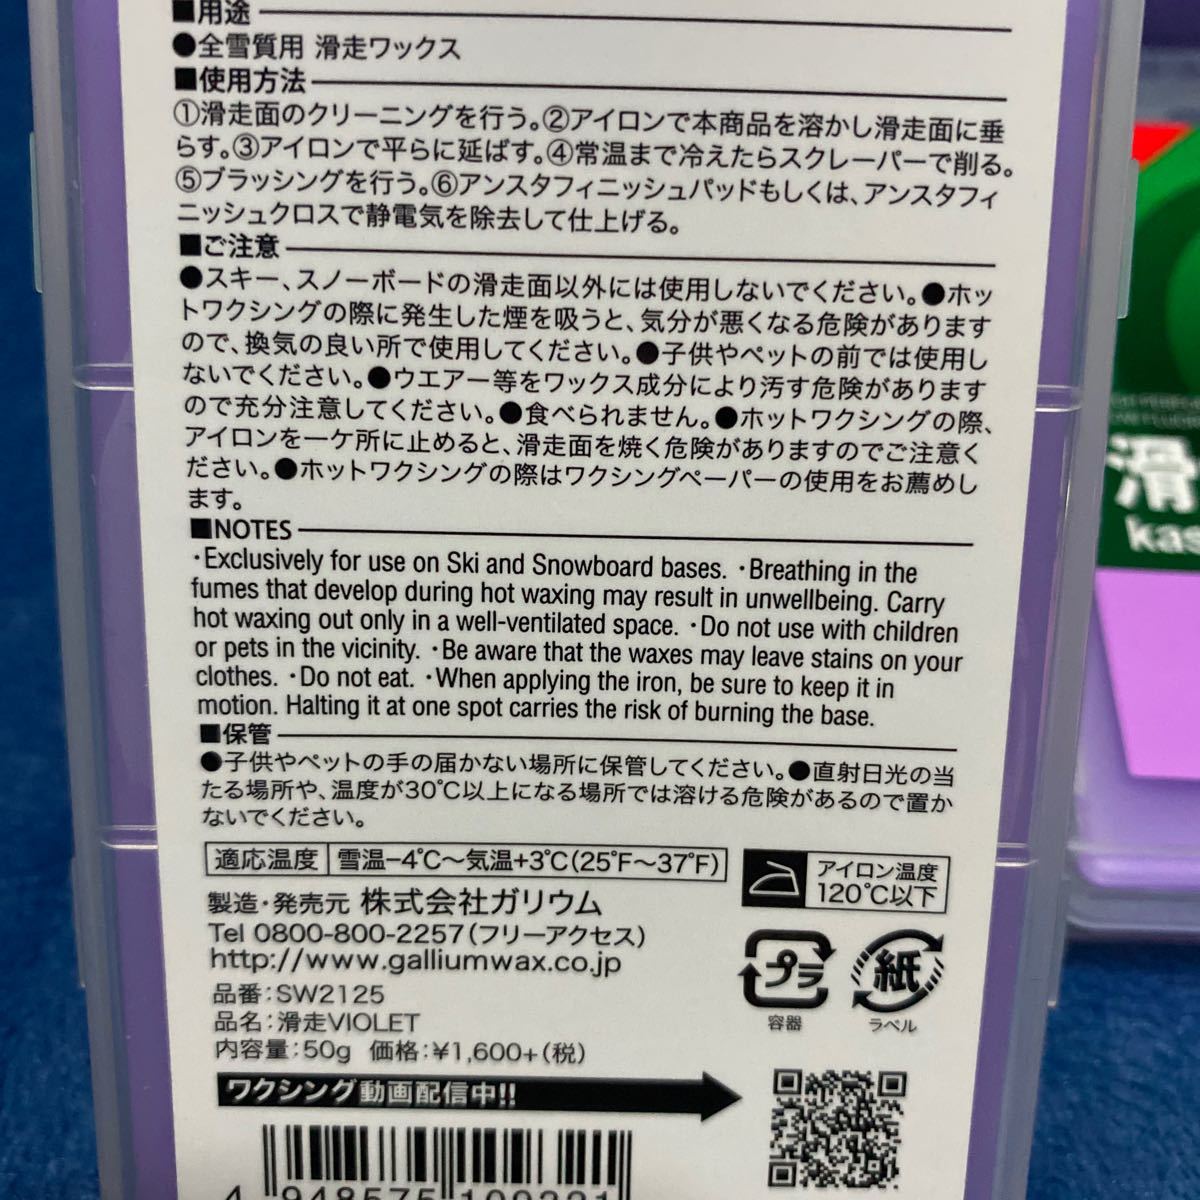 ■用途
●全雪質用 滑走ワックス
■使用方法
①滑走面のクリーニングを行う。②アイロンで本商品を溶かし滑走面に垂
らす。③アイロンで平らに延ばす。④常温まで冷えたらスクレーパーで削る。
⑤ブラッシングを行う。⑥アンスタフィニッシュパッドもしくは、アンスタフィ
ニッシュクロスで静電気を除去して仕上げる。
■ご注意
●スキー、スノーボードの滑走面以外には使用しないでください。●ホッ
トワクシングの際に発生した煙を吸うと、気分が悪くなる危険があります
ので、換気の良い所で使用してください。●子供やペットの前では使用し
ないでください。●ウエアー等をワックス成分により汚す危険があります
ので充分注意してください。●食べられません。●ホットワクシングの際、
アイロンを一ケ所に止めると、滑走面を焼く危険がありますのでご注意く
ださい。●ホットワクシングの際はワクシングペーパーの使用をお薦めし
ます。
■NOTES
・Exclusively for use on Ski and Snowboard bases. ・Breathing in the
fumes that develop during hot waxing may result in unwellbeing. Carry
hot waxing out only in a well-ventilated space. ・Do not use with children
or pets in the vicinity. ・Be aware that the waxes may leave stains on your
clothes. ・Do not eat. ・When applying the iron, be sure to keep it in
motion. Halting it at one spot carries the risk of burning the base.
■保管
●子供やペットの手の届かない場所に保管してください。●直射日光の当
たる場所や、温度が30℃以上になる場所では溶ける危険があるので置か
ないでください。
適応温度 雪温−4℃〜気温+3℃(25°F〜37°F)
アイロン温度
120℃以下
製造・発売元 株式会社ガリウム
Tel 0800-800-2257(フリーアクセス)
http://www.galliumwax.co.jp
プラ
容器
紙
ラベル
品番:SW2125
品名:滑走VIOLET
内容量:50g 価格:¥1,600+(税)
ワクシング動画配信中!!
4 948575 109221
滑
kas